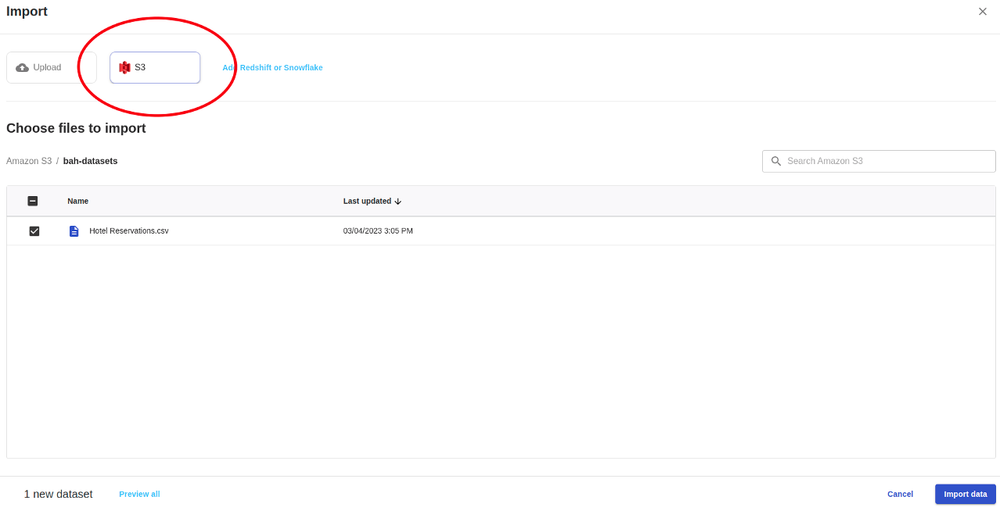 Import
Upload
S3
Add Redshift or Snowflake
Choose files to import
Amazon S3 / bah-datasets
Search Amazon S3
Name
Last updated
Hotel Reservations.csv
03/04/2023 3:05 PM
1 new dataset
Preview all
Cancel
Import data